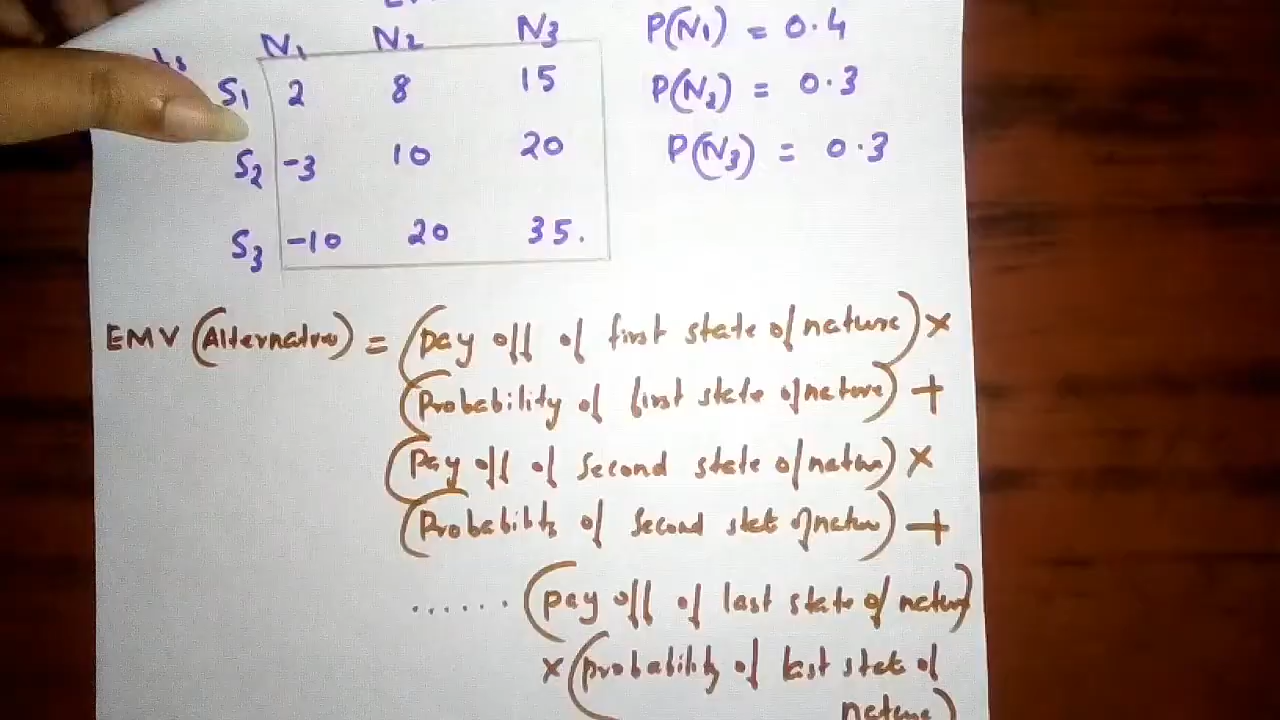 N1 N2 N3
S1 2 8 15
S2 -3 10 20
S3 -10 20 35.
P(N1) = 0.4
P(N2) = 0.3
P(N3) = 0.3
EMV (Alternatives) = (Pay off of first state of nature) ×
(Probability of first state of nature) +
(Pay off of second state of nature) ×
(Probability of second state of nature) +
...... (pay off of last state of nature)
× (probability of last state of
nature)